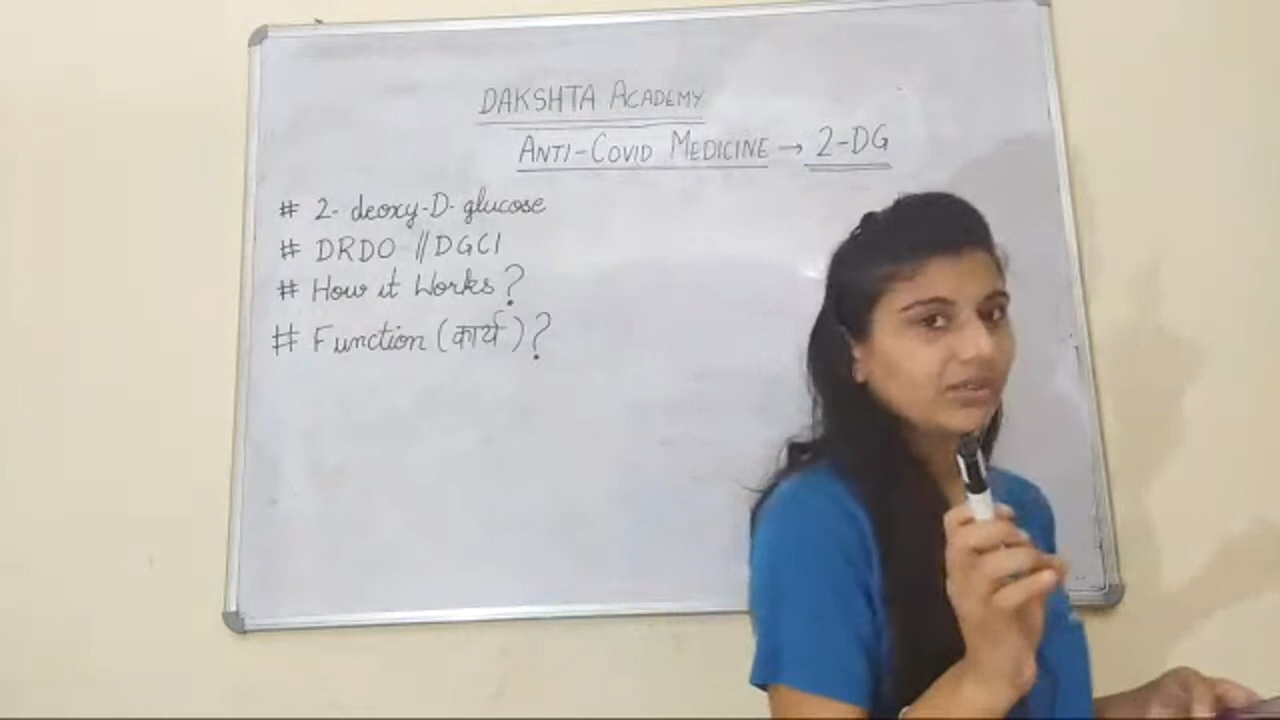 DAKSHTA ACADEMY
ANTI-COVID MEDICINE → 2-DG
# 2-deoxy-D-glucose
# DRDO //DGCI
# How it Works?
# Function (कार्य)?